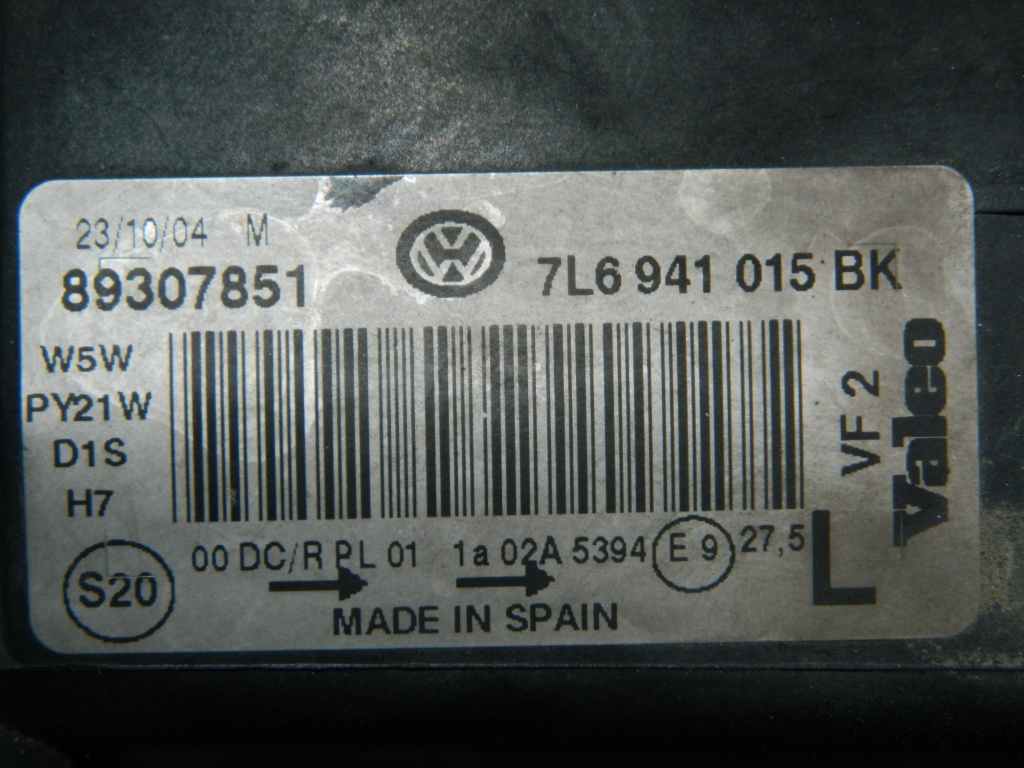 23/10/04 M
89307851
7L6 941 015 BK
W5W
PY21W
D1S
H7
VF 2
Valeo
S20
00 DC/R PL 01 1a 02A 5394 E 9 27,5
L
MADE IN SPAIN